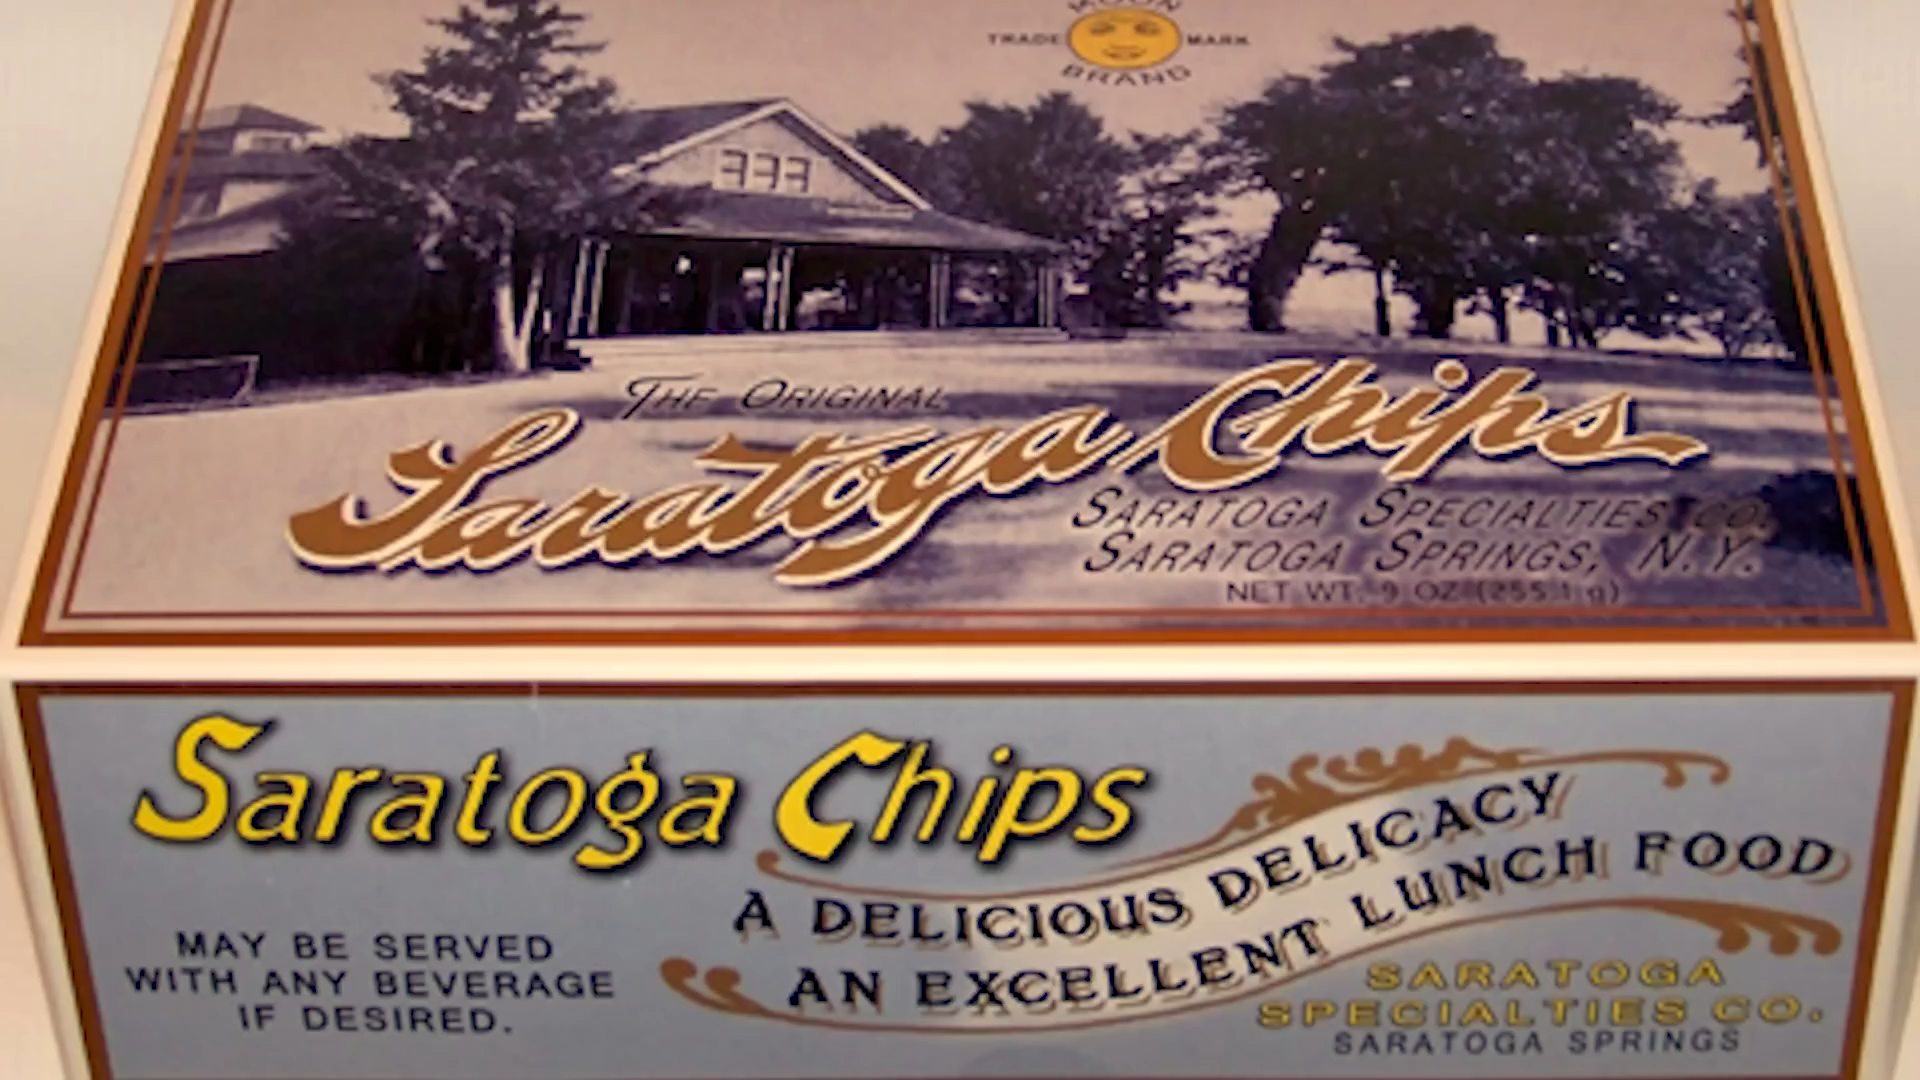 MOON
TRADE MARK
BRAND
THE ORIGINAL
Saratoga Chips
SARATOGA SPECIALTIES CO.
SARATOGA SPRINGS, N.Y.
NET WT. 9 OZ (255.1 g)
Saratoga Chips
A DELICIOUS DELICACY
AN EXCELLENT LUNCH FOOD
MAY BE SERVED
WITH ANY BEVERAGE
IF DESIRED.
SARATOGA
SPECIALTIES CO.
SARATOGA SPRINGS